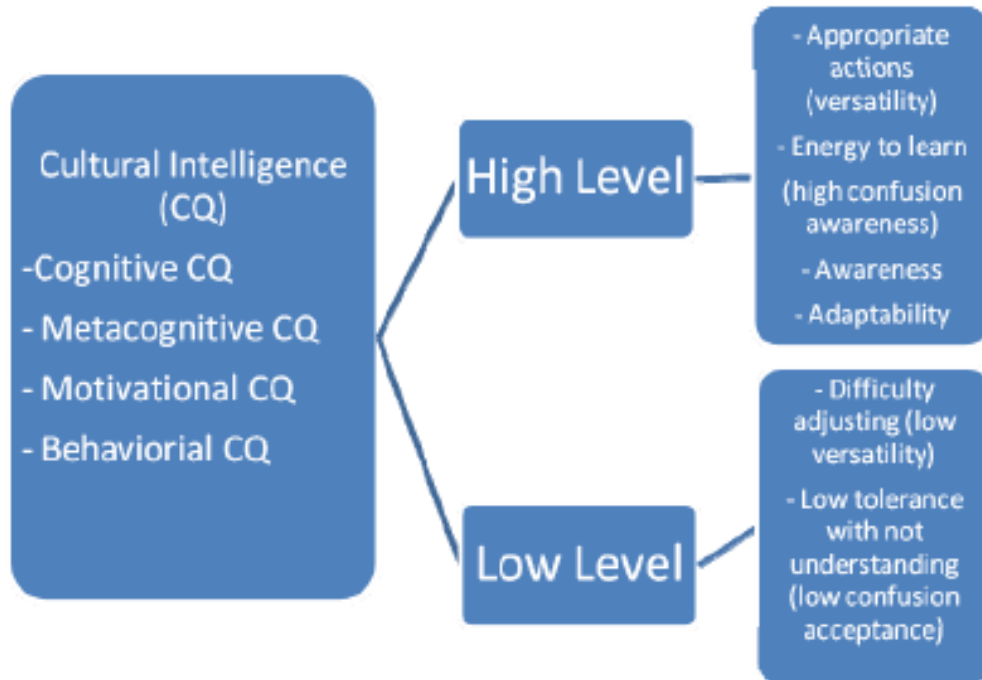 Cultural Intelligence
(CQ)
-Cognitive CQ
- Metacognitive CQ
- Motivational CQ
- Behaviorial CQ
High Level
- Appropriate
actions
(versatility)
- Energy to learn
(high confusion
awareness)
- Awareness
- Adaptability
Low Level
- Difficulty
adjusting (low
versatility)
- Low tolerance
with not
understanding
(low confusion
acceptance)